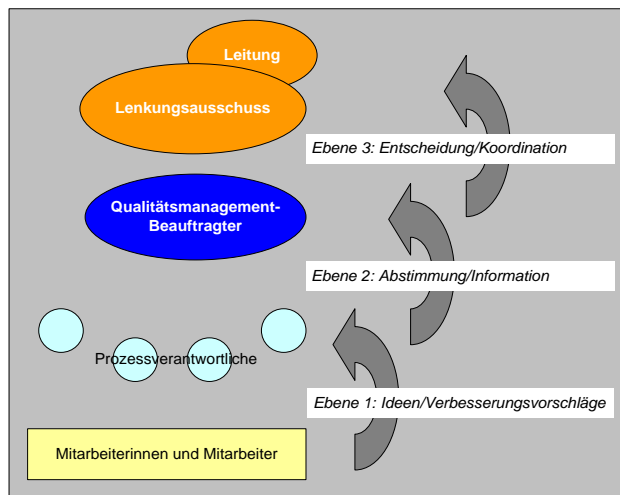 Leitung
Lenkungsausschuss
Ebene 3: Entscheidung/Koordination
Qualitätsmanagement-
Beauftragter
Ebene 2: Abstimmung/Information
Prozessverantwortliche
Ebene 1: Ideen/Verbesserungsvorschläge
Mitarbeiterinnen und Mitarbeiter